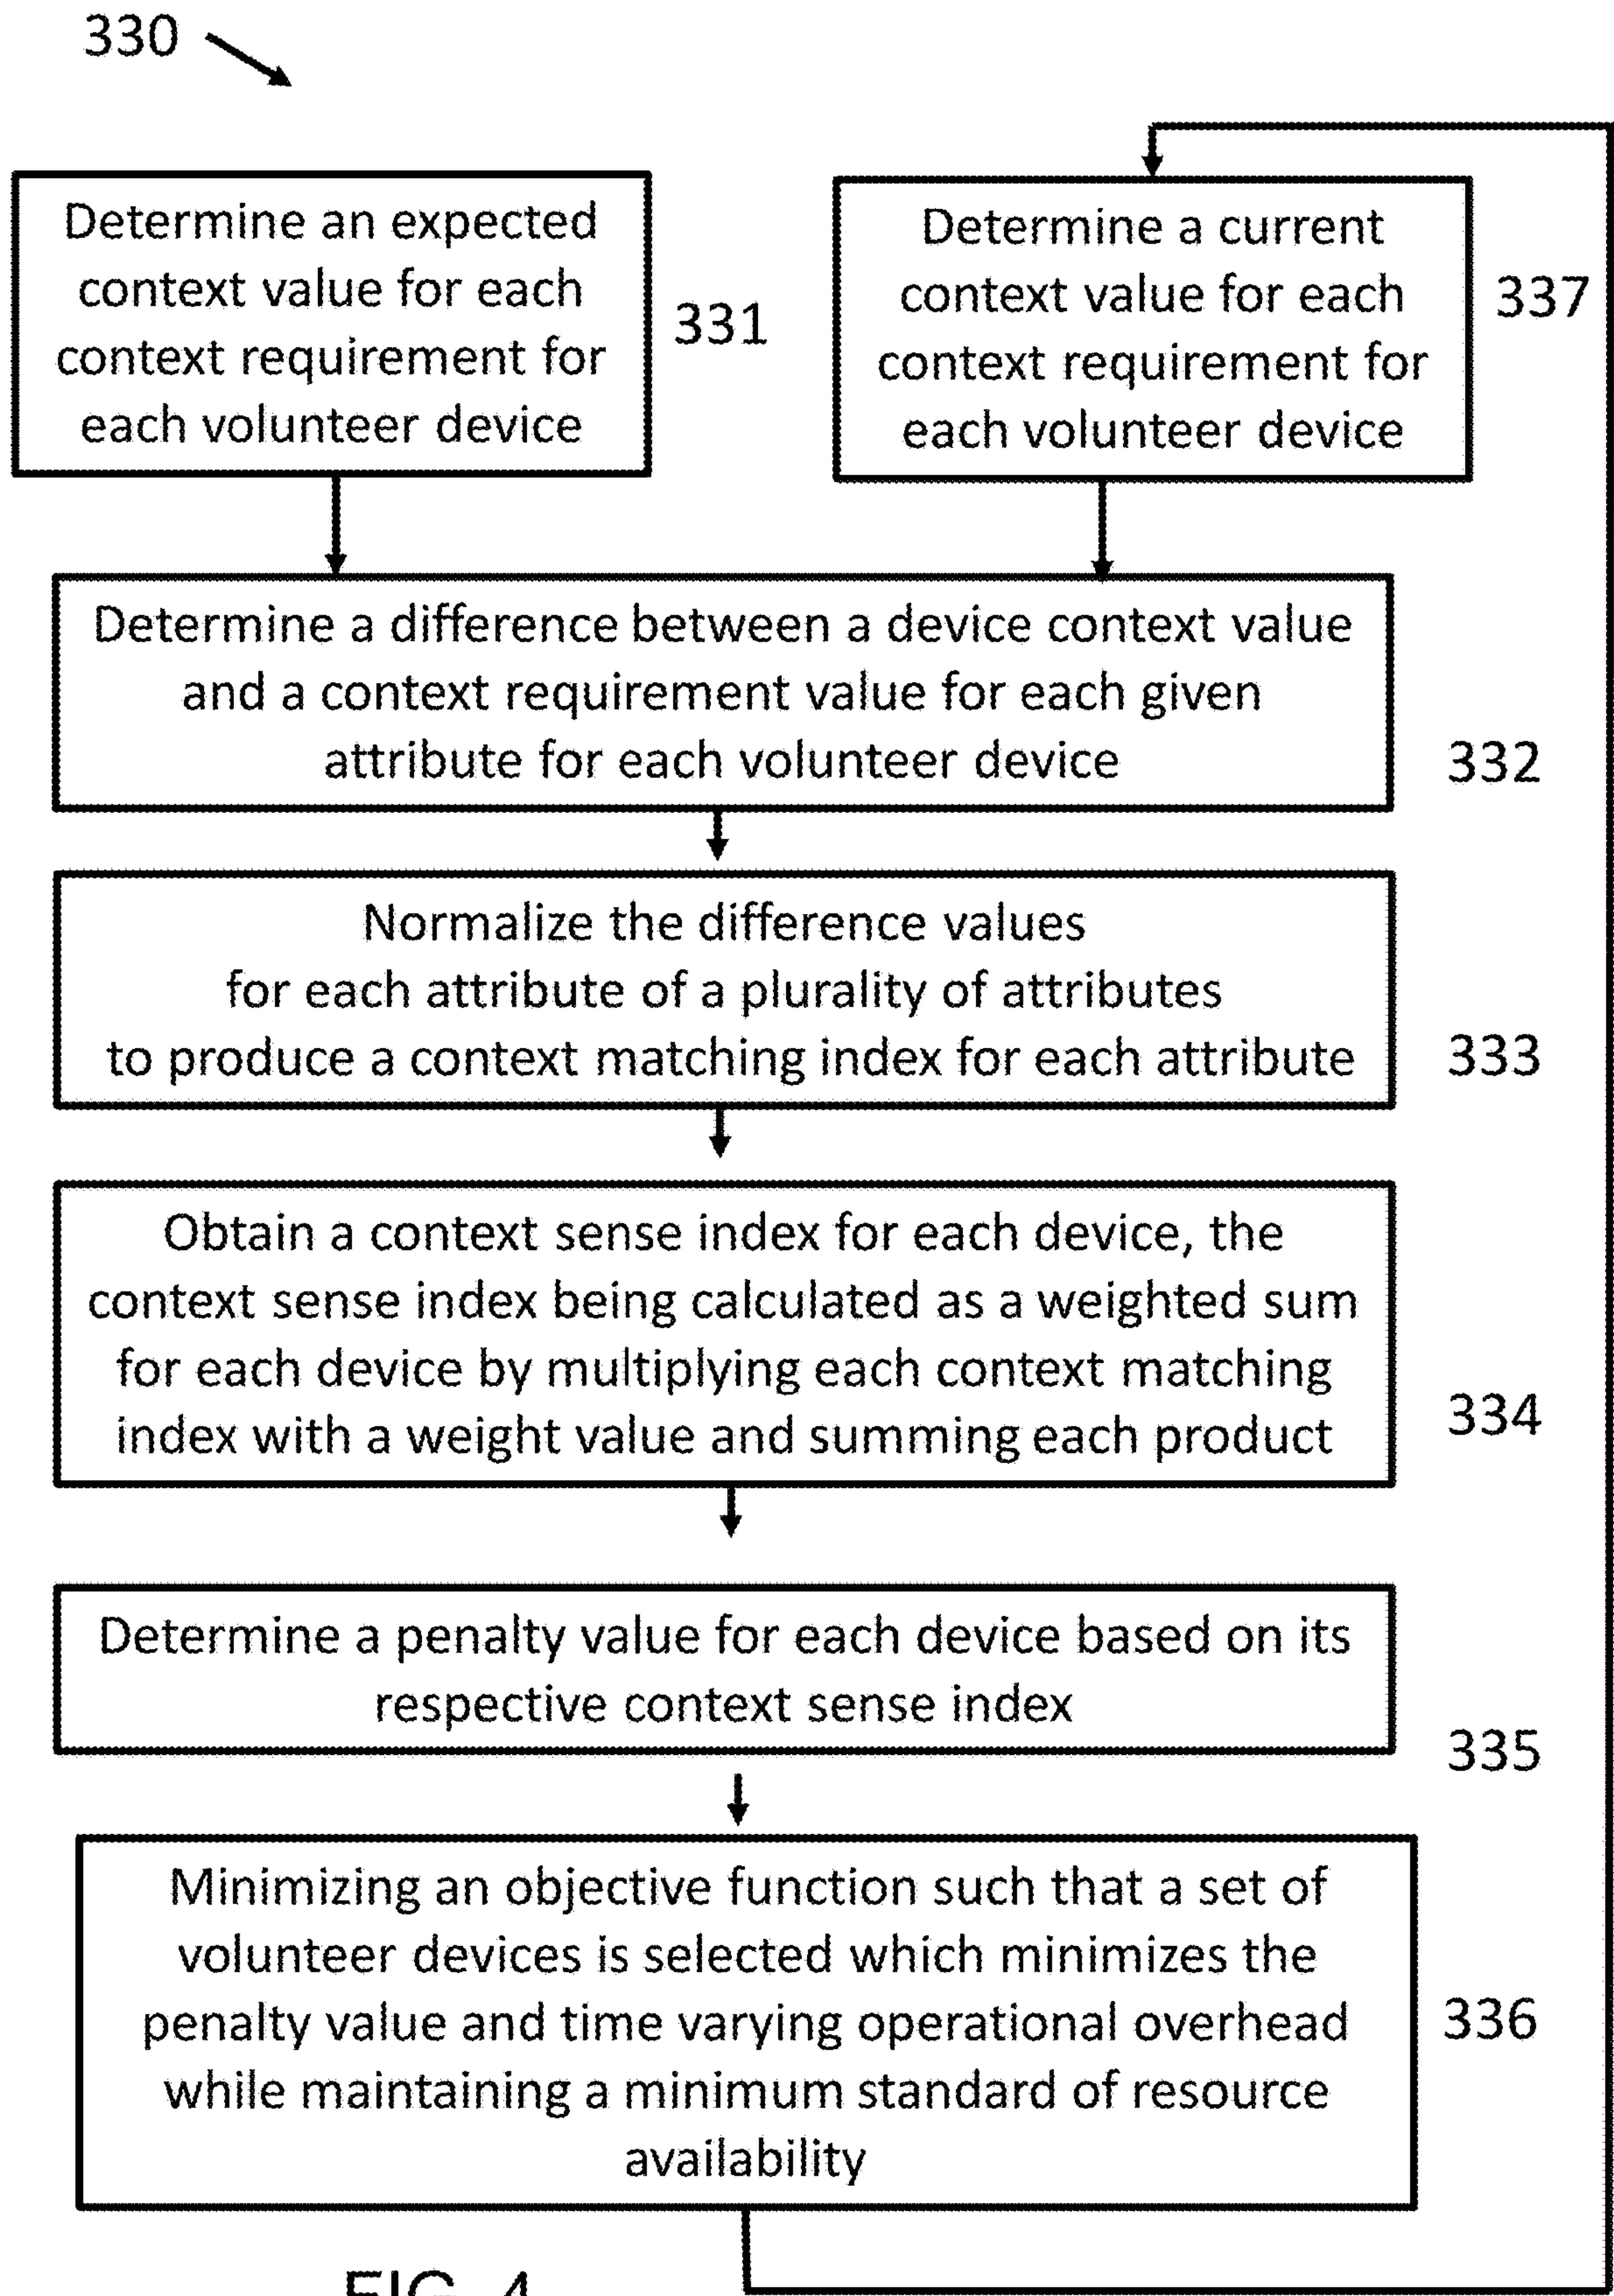 330
Determine an expected
context value for each
context requirement for
each volunteer device
331
Determine a current
context value for each
context requirement for
each volunteer device
337
Determine a difference between a device context value
and a context requirement value for each given
attribute for each volunteer device
332
Normalize the difference values
for each attribute of a plurality of attributes
to produce a context matching index for each attribute
333
Obtain a context sense index for each device, the
context sense index being calculated as a weighted sum
for each device by multiplying each context matching
index with a weight value and summing each product
334
Determine a penalty value for each device based on its
respective context sense index
335
Minimizing an objective function such that a set of
volunteer devices is selected which minimizes the
penalty value and time varying operational overhead
while maintaining a minimum standard of resource
availability
336
FIG. 4